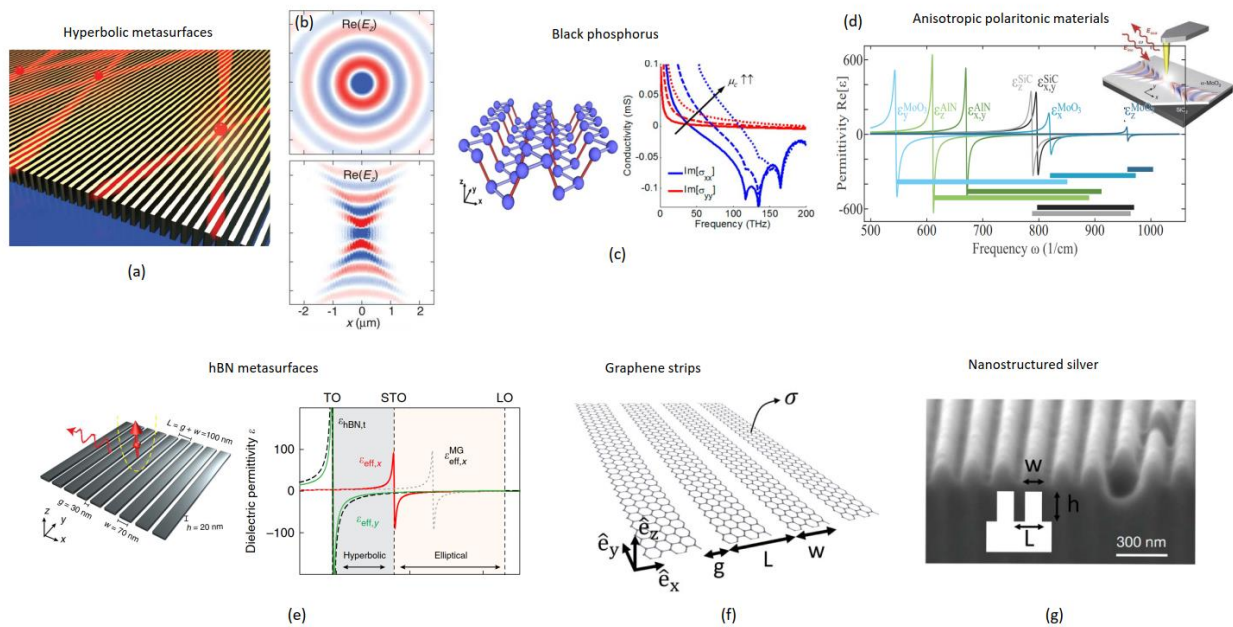 Hyperbolic metasurfaces
(a)
(b)
Re(E_z)
Re(E_z)
-2 -1 0 1 2
x (μm)
Black phosphorus
z y x
μ_c ↑↑
Conductivity (mS)
0.1
0.05
0
-0.05
-0.1
Im[σ_xx]
Im[σ_yy]
0 50 100 150 200
Frequency (THz)
(c)
(d)
Anisotropic polaritonic materials
Permittivity Re[ε]
600
0
-600
ε_y^MoO₃
ε_z^AlN
ε_x,y^AlN
ε_z^SiC
ε_x,y^SiC
ε_x^MoO₃
ε_z^MoO
500 600 700 800 900 1000
Frequency ω (1/cm)
α-MoO₃
SiC
hBN metasurfaces
L = g + w =100 nm
g = 30 nm
w = 70 nm
h = 20 nm
z y x
TO STO LO
Dielectric permittivity ε
100
0
-100
ε_hBN,t
ε_eff,x
ε_eff,x^MG
ε_eff,y
Hyperbolic Elliptical
(e)
Graphene strips
σ
ê_y ê_z ê_x
g L w
(f)
Nanostructured silver
w
h
L
300 nm
(g)